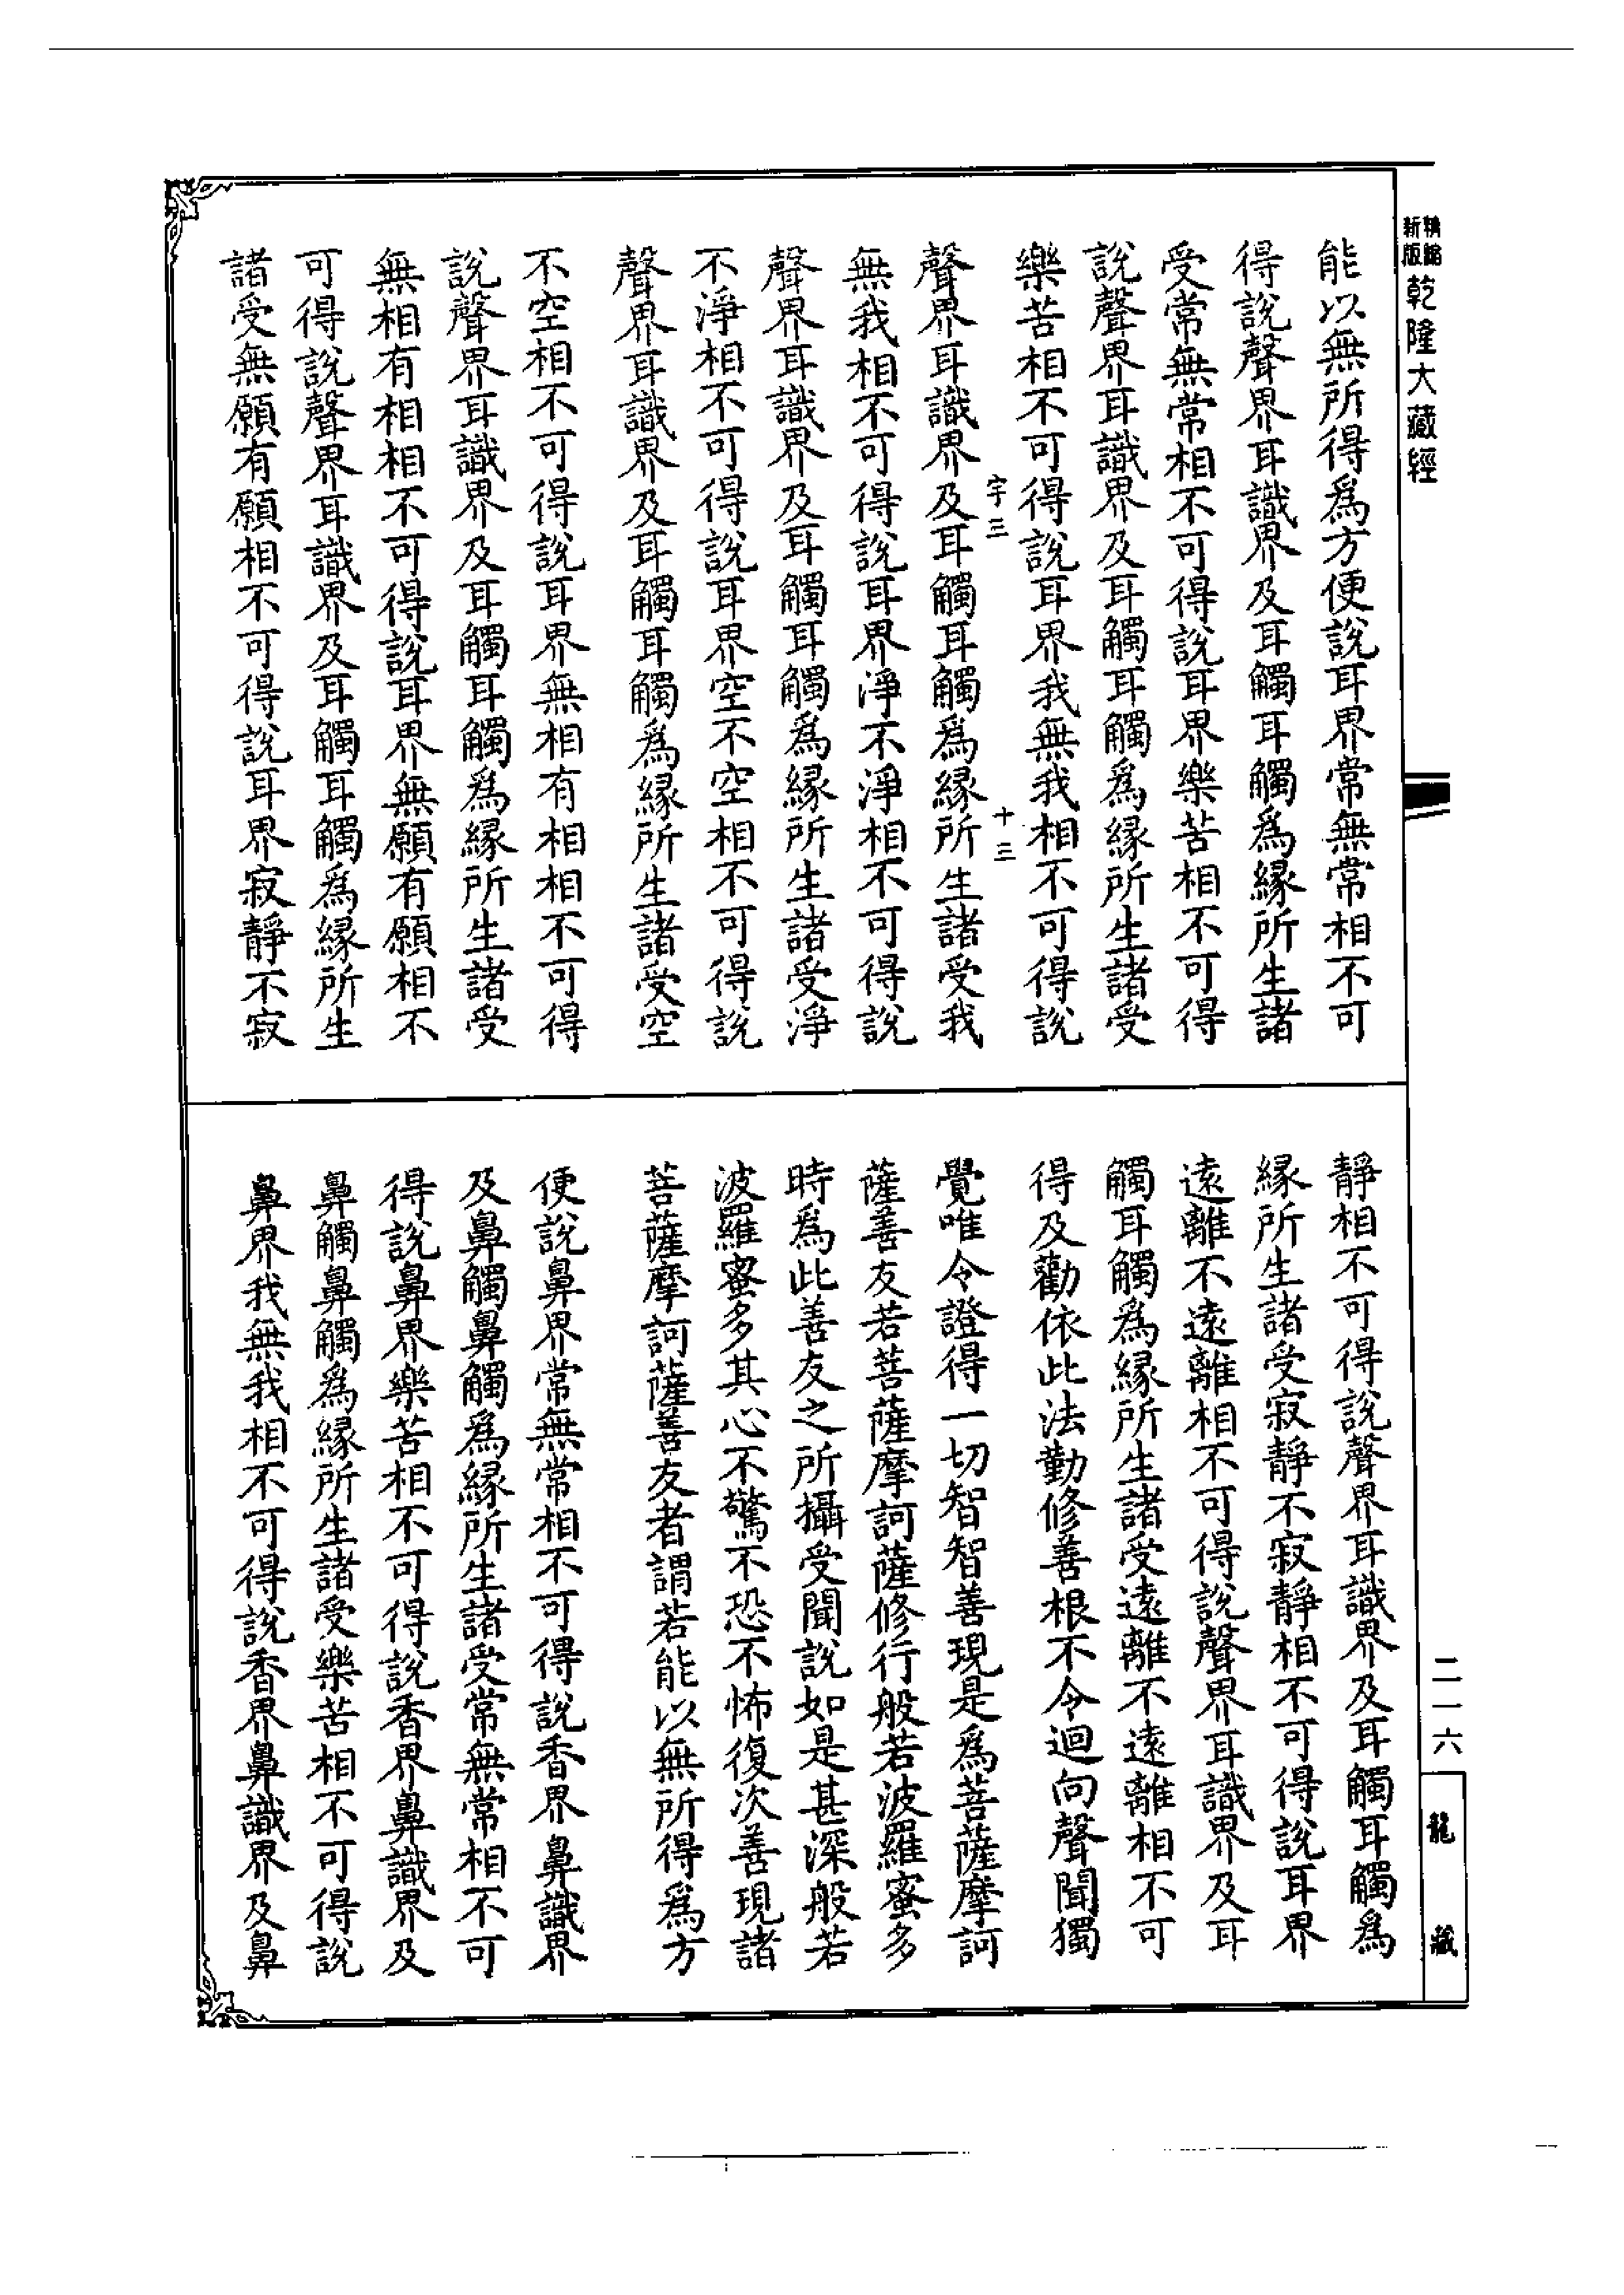 新版
精縮
乾隆大藏經
能以無所得爲方便說耳界常無常相不可
得說聲界耳識界及耳觸耳觸爲緣所生諸
受常無常相不可得說耳界樂苦相不可得
說聲界耳識界及耳觸耳觸爲緣所生諸受
樂苦相不可得說耳界我無我相不可得說
字三
十三
聲界耳識界及耳觸耳觸爲緣所生諸受我
無我相不可得說耳界淨不淨相不可得說
聲界耳識界及耳觸耳觸爲緣所生諸受淨
不淨相不可得說耳界空不空相不可得說
聲界耳識界及耳觸耳觸爲緣所生諸受空
不空相不可得說耳界無相有相相不可得
說聲界耳識界及耳觸耳觸爲緣所生諸受
無相有相相不可得說耳界無願有願相不
可得說聲界耳識界及耳觸耳觸爲緣所生
諸受無願有願相不可得說耳界寂靜不寂
靜相不可得說聲界耳識界及耳觸耳觸爲
緣所生諸受寂靜不寂靜相不可得說耳界
遠離不遠離相不可得說聲界耳識界及耳
觸耳觸爲緣所生諸受遠離不遠離相不可
得及勸依此法勤修善根不令迴向聲聞獨
覺唯令證得一切智智善現是爲菩薩摩訶
薩善友若菩薩摩訶薩修行般若波羅蜜多
時爲此善友之所攝受聞說如是甚深般若
波羅蜜多其心不驚不恐不怖復次善現諸
菩薩摩訶薩善友者謂若能以無所得爲方
便說鼻界常無常相不可得說香界鼻識界
及鼻觸鼻觸爲緣所生諸受常無常相不可
得說鼻界樂苦相不可得說香界鼻識界及
鼻觸鼻觸爲緣所生諸受樂苦相不可得說
鼻界我無我相不可得說香界鼻識界及鼻
二一六
龍藏